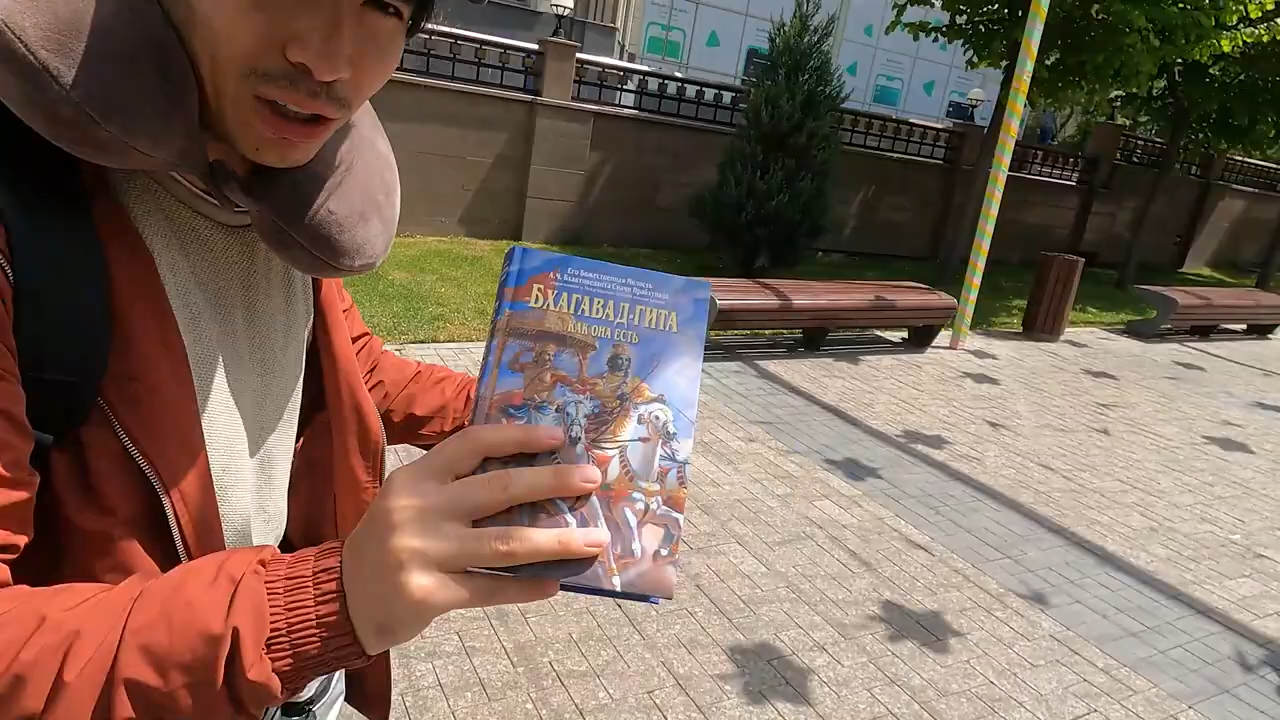 Его Божественная Милость
А.Ч. Бхактиведанта Свами Прабхупада
БХАГАВАД-ГИТА
КАК ОНА ЕСТЬ